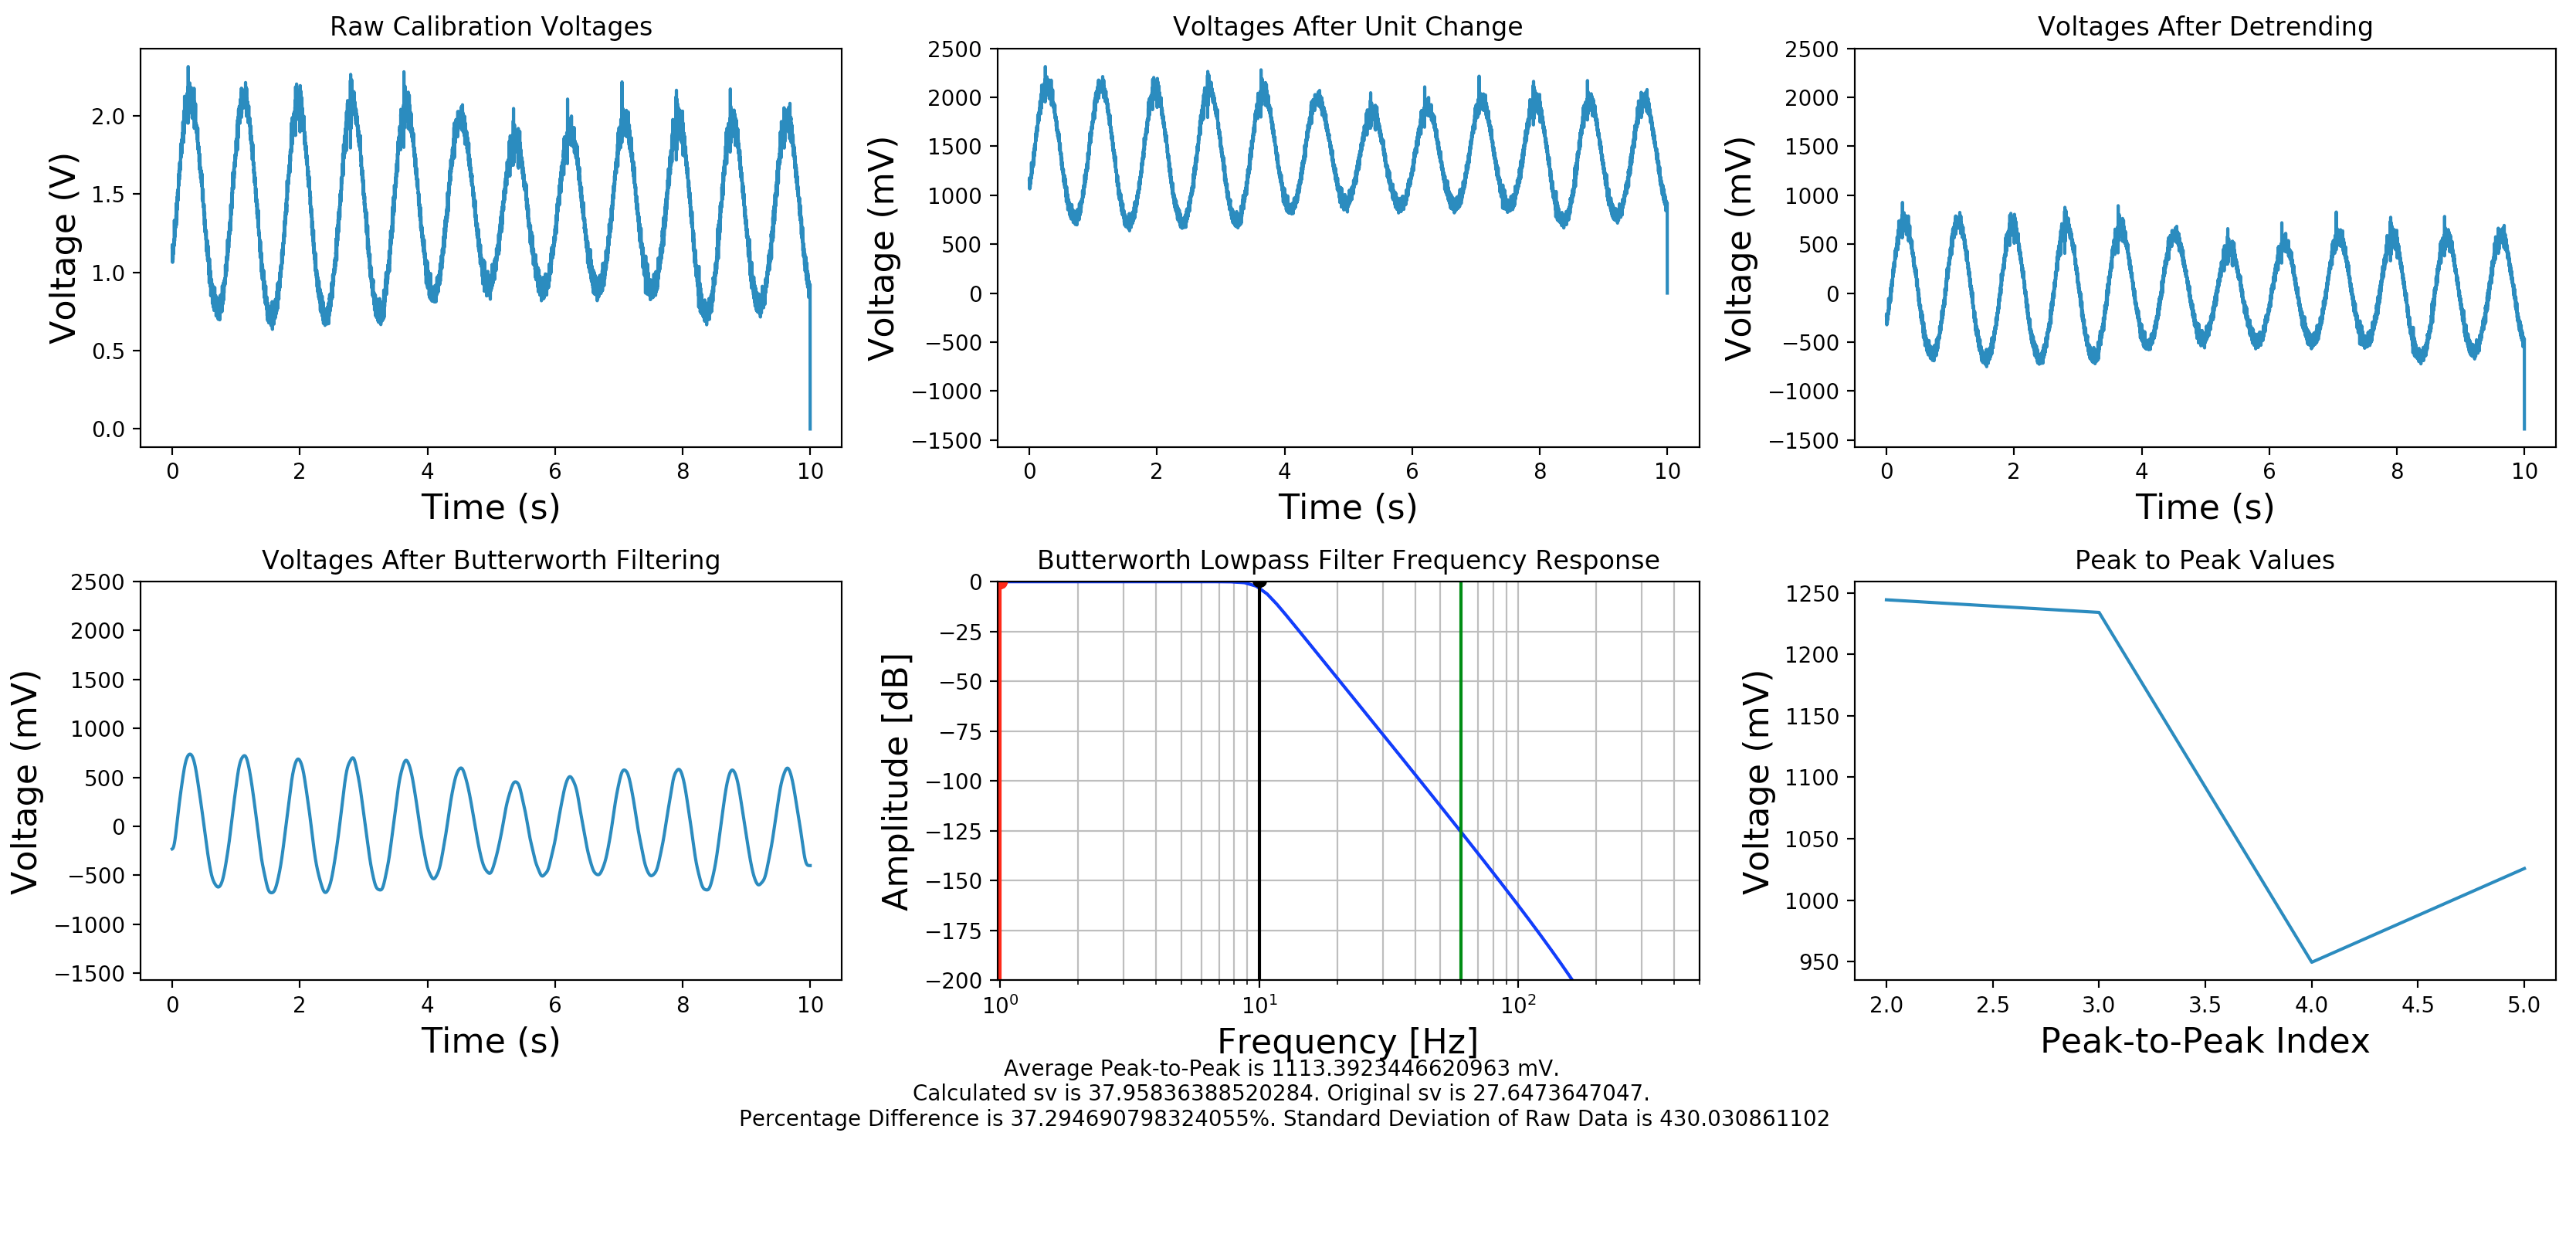 Raw Calibration Voltages
Voltage (V)
2.0
1.5
1.0
0.5
0.0
0 2 4 6 8 10
Time (s)
Voltages After Unit Change
Voltage (mV)
2500
2000
1500
1000
500
0
−500
−1000
−1500
0 2 4 6 8 10
Time (s)
Voltages After Detrending
Voltage (mV)
2500
2000
1500
1000
500
0
−500
−1000
−1500
0 2 4 6 8 10
Time (s)
Voltages After Butterworth Filtering
Voltage (mV)
2500
2000
1500
1000
500
0
−500
−1000
−1500
0 2 4 6 8 10
Time (s)
Butterworth Lowpass Filter Frequency Response
Amplitude [dB]
0
−25
−50
−75
−100
−125
−150
−175
−200
10⁰ 10¹ 10²
Frequency [Hz]
Peak to Peak Values
Voltage (mV)
1250
1200
1150
1100
1050
1000
950
2.0 2.5 3.0 3.5 4.0 4.5 5.0
Peak-to-Peak Index
Average Peak-to-Peak is 1113.3923446620963 mV.
Calculated sv is 37.95836388520284. Original sv is 27.6473647047.
Percentage Difference is 37.294690798324055%. Standard Deviation of Raw Data is 430.030861102